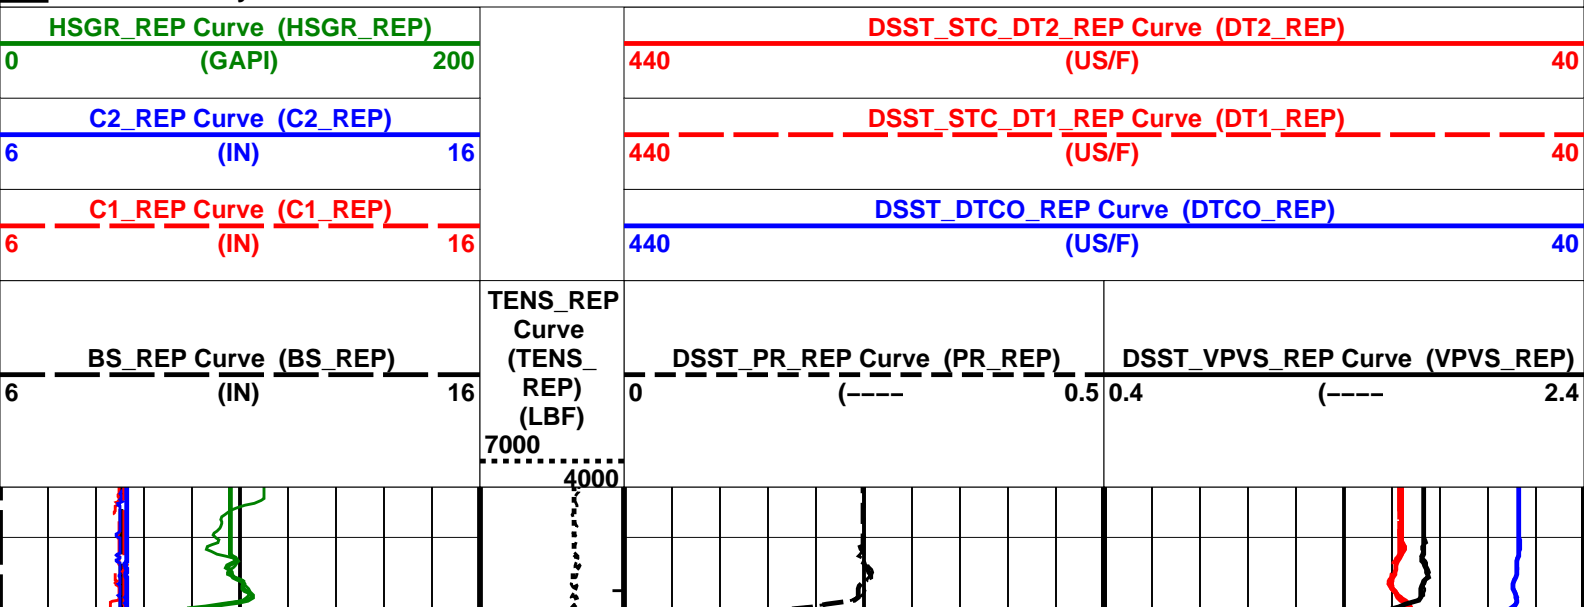 HSGR_REP Curve (HSGR_REP)
0 (GAPI) 200
C2_REP Curve (C2_REP)
6 (IN) 16
C1_REP Curve (C1_REP)
6 (IN) 16
BS_REP Curve (BS_REP)
6 (IN) 16
TENS_REP
Curve
(TENS_
REP)
(LBF)
7000
4000
DSST_STC_DT2_REP Curve (DT2_REP)
440 (US/F) 40
DSST_STC_DT1_REP Curve (DT1_REP)
440 (US/F) 40
DSST_DTCO_REP Curve (DTCO_REP)
440 (US/F) 40
DSST_PR_REP Curve (PR_REP)
0 (---- 0.5
DSST_VPVS_REP Curve (VPVS_REP)
0.4 (---- 2.4